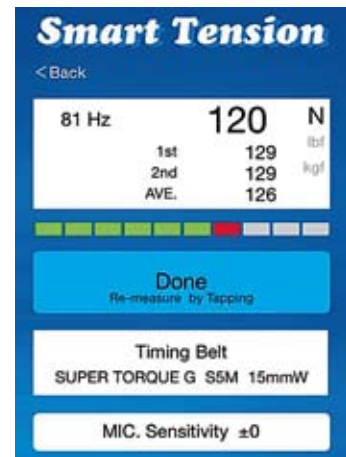 Smart Tension
<Back
81 Hz 120 N
lbf
1st 129
2nd 129 kgf
AVE. 126
Done
Re-measure by Tapping
Timing Belt
SUPER TORQUE G S5M 15mmW
MIC. Sensitivity ±0